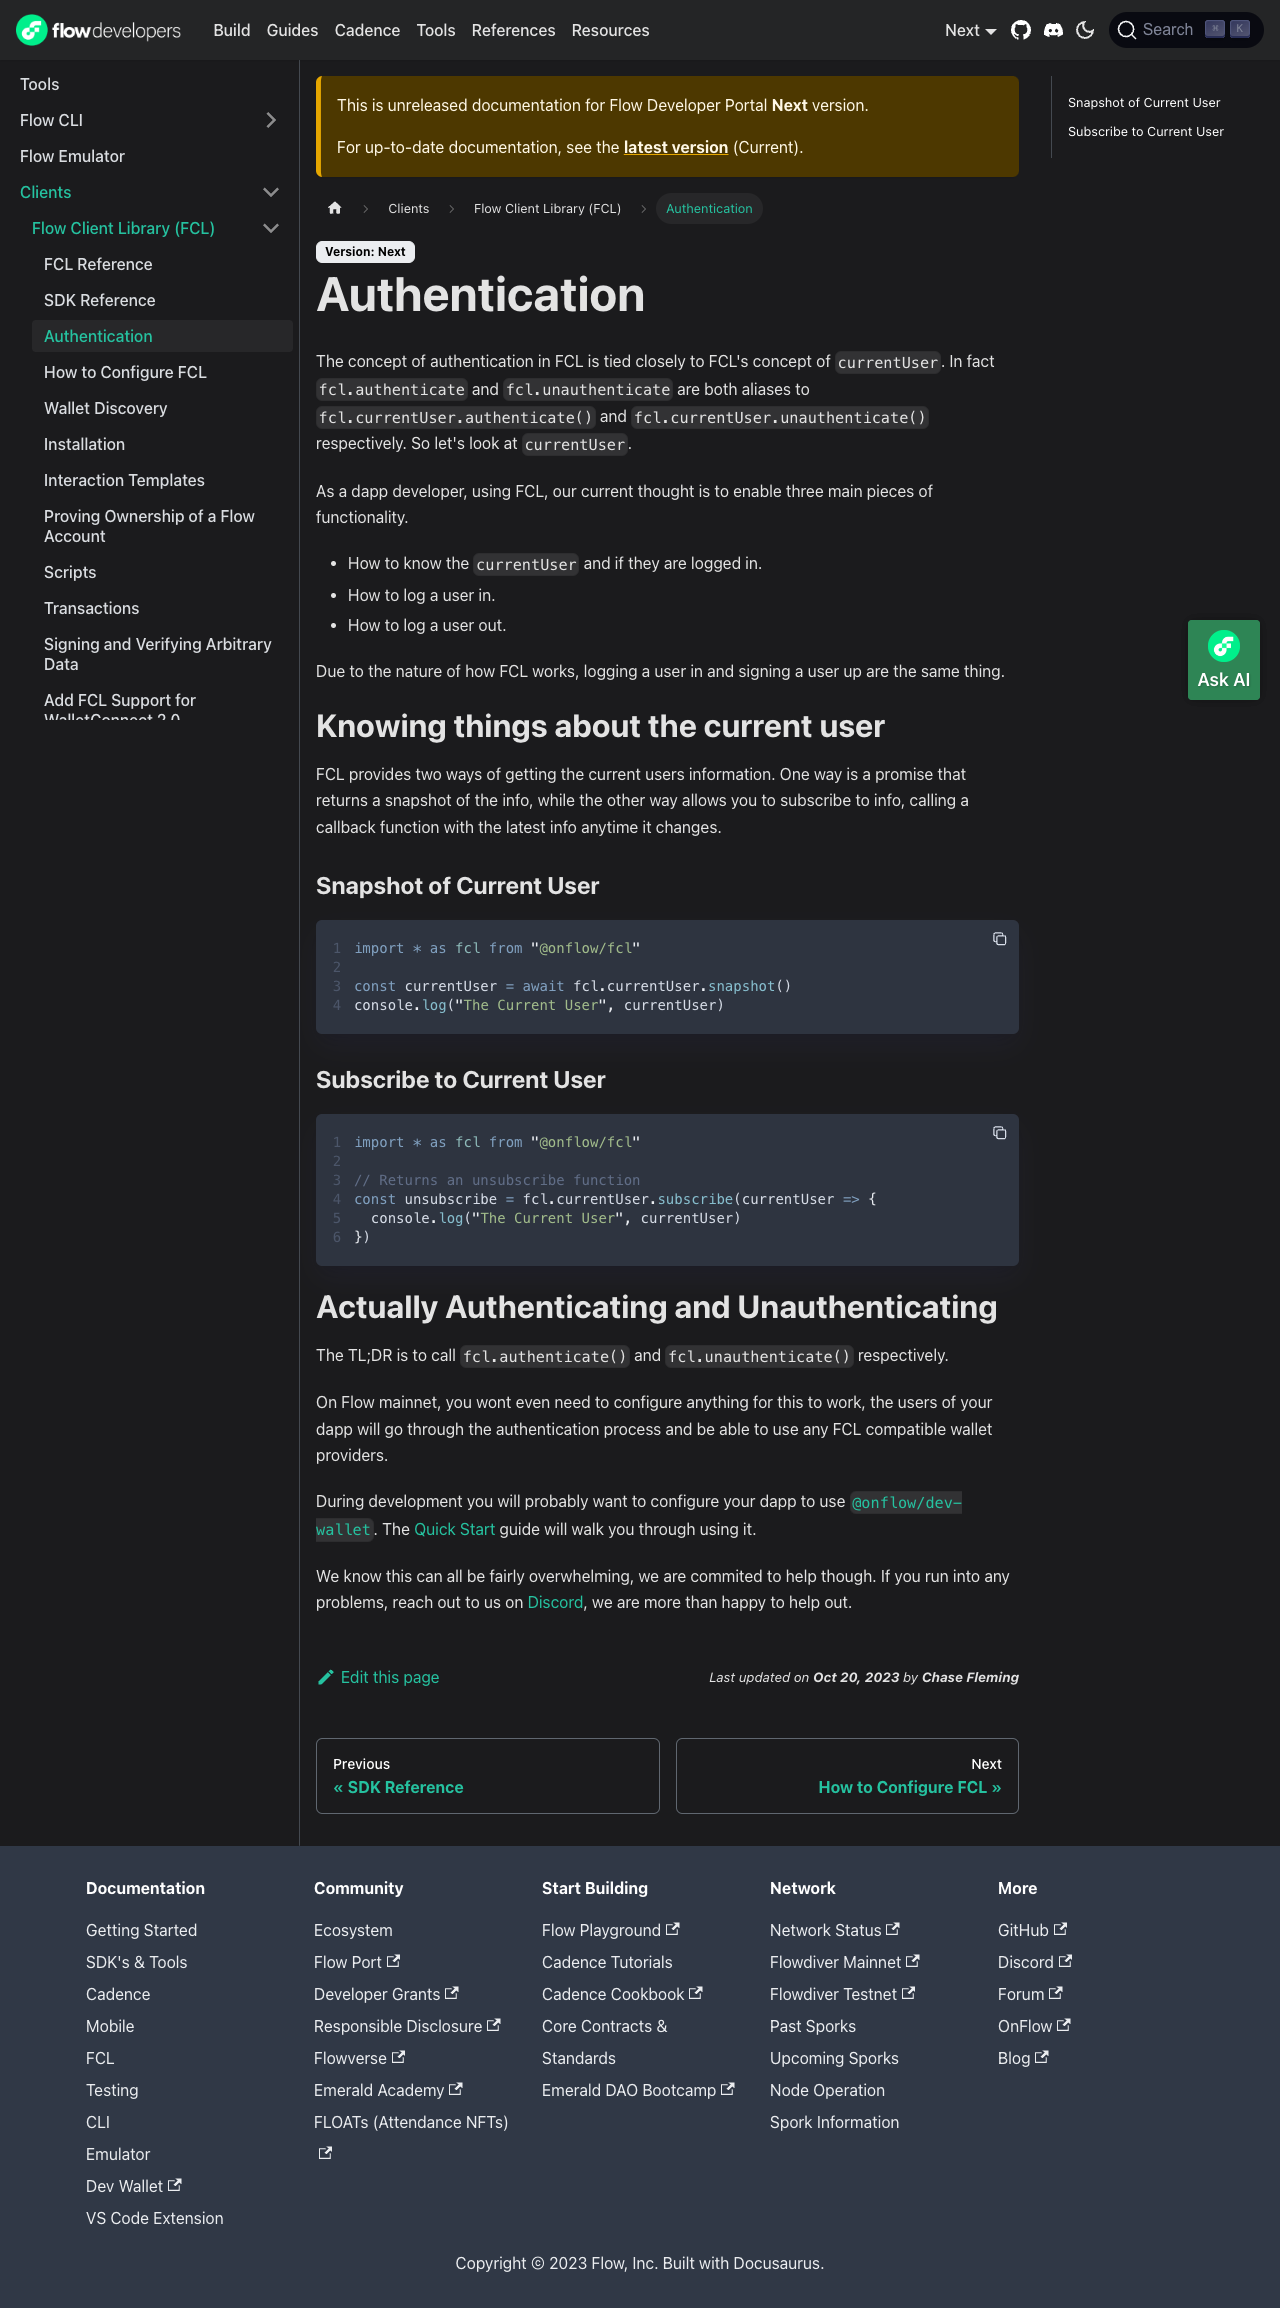 flowdevelopers Build Guides Cadence Tools References Resources Next Search ⌘ K
Tools
Flow CLI
Flow Emulator
Clients
Flow Client Library (FCL)
FCL Reference
SDK Reference
Authentication
How to Configure FCL
Wallet Discovery
Installation
Interaction Templates
Proving Ownership of a Flow
Account
Scripts
Transactions
Signing and Verifying Arbitrary
Data
Add FCL Support for
WalletConnect 2.0
This is unreleased documentation for Flow Developer Portal Next version.
For up-to-date documentation, see the latest version (Current).
Clients Flow Client Library (FCL) Authentication
Version: Next
Authentication
The concept of authentication in FCL is tied closely to FCL's concept of currentUser. In fact
fcl.authenticate and fcl.unauthenticate are both aliases to
fcl.currentUser.authenticate() and fcl.currentUser.unauthenticate()
respectively. So let's look at currentUser.
As a dapp developer, using FCL, our current thought is to enable three main pieces of
functionality.
• How to know the currentUser and if they are logged in.
• How to log a user in.
• How to log a user out.
Due to the nature of how FCL works, logging a user in and signing a user up are the same thing.
Knowing things about the current user
FCL provides two ways of getting the current users information. One way is a promise that
returns a snapshot of the info, while the other way allows you to subscribe to info, calling a
callback function with the latest info anytime it changes.
Snapshot of Current User
1 import * as fcl from "@onflow/fcl"
2
3 const currentUser = await fcl.currentUser.snapshot()
4 console.log("The Current User", currentUser)
Subscribe to Current User
1 import * as fcl from "@onflow/fcl"
2
3 // Returns an unsubscribe function
4 const unsubscribe = fcl.currentUser.subscribe(currentUser => {
5 console.log("The Current User", currentUser)
6 })
Actually Authenticating and Unauthenticating
The TL;DR is to call fcl.authenticate() and fcl.unauthenticate() respectively.
On Flow mainnet, you wont even need to configure anything for this to work, the users of your
dapp will go through the authentication process and be able to use any FCL compatible wallet
providers.
During development you will probably want to configure your dapp to use @onflow/dev-
wallet. The Quick Start guide will walk you through using it.
We know this can all be fairly overwhelming, we are commited to help though. If you run into any
problems, reach out to us on Discord, we are more than happy to help out.
Edit this page
Last updated on Oct 20, 2023 by Chase Fleming
Previous
« SDK Reference
Next
How to Configure FCL »
Snapshot of Current User
Subscribe to Current User
Ask AI
Documentation
Getting Started
SDK's & Tools
Cadence
Mobile
FCL
Testing
CLI
Emulator
Dev Wallet
VS Code Extension
Community
Ecosystem
Flow Port
Developer Grants
Responsible Disclosure
Flowverse
Emerald Academy
FLOATs (Attendance NFTs)
Start Building
Flow Playground
Cadence Tutorials
Cadence Cookbook
Core Contracts &
Standards
Emerald DAO Bootcamp
Network
Network Status
Flowdiver Mainnet
Flowdiver Testnet
Past Sporks
Upcoming Sporks
Node Operation
Spork Information
More
GitHub
Discord
Forum
OnFlow
Blog
Copyright © 2023 Flow, Inc. Built with Docusaurus.